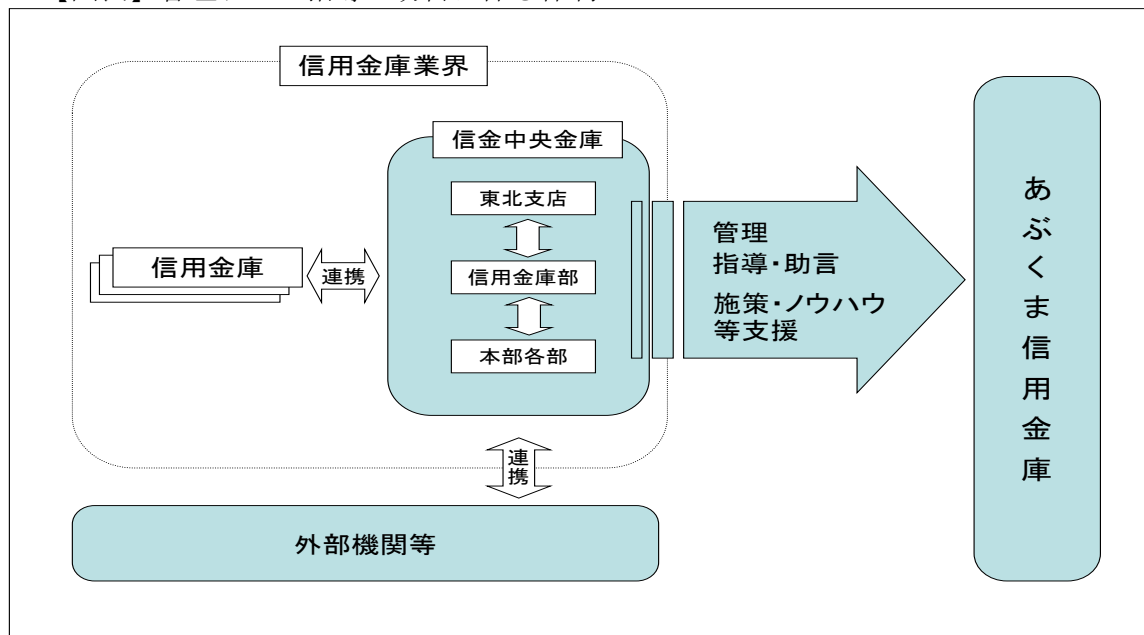 信用金庫業界
信金中央金庫
東北支店
信用金庫部
本部各部
信用金庫
連携
管理
指導・助言
施策・ノウハウ
等支援
あぶくま信用金庫
連携
外部機関等